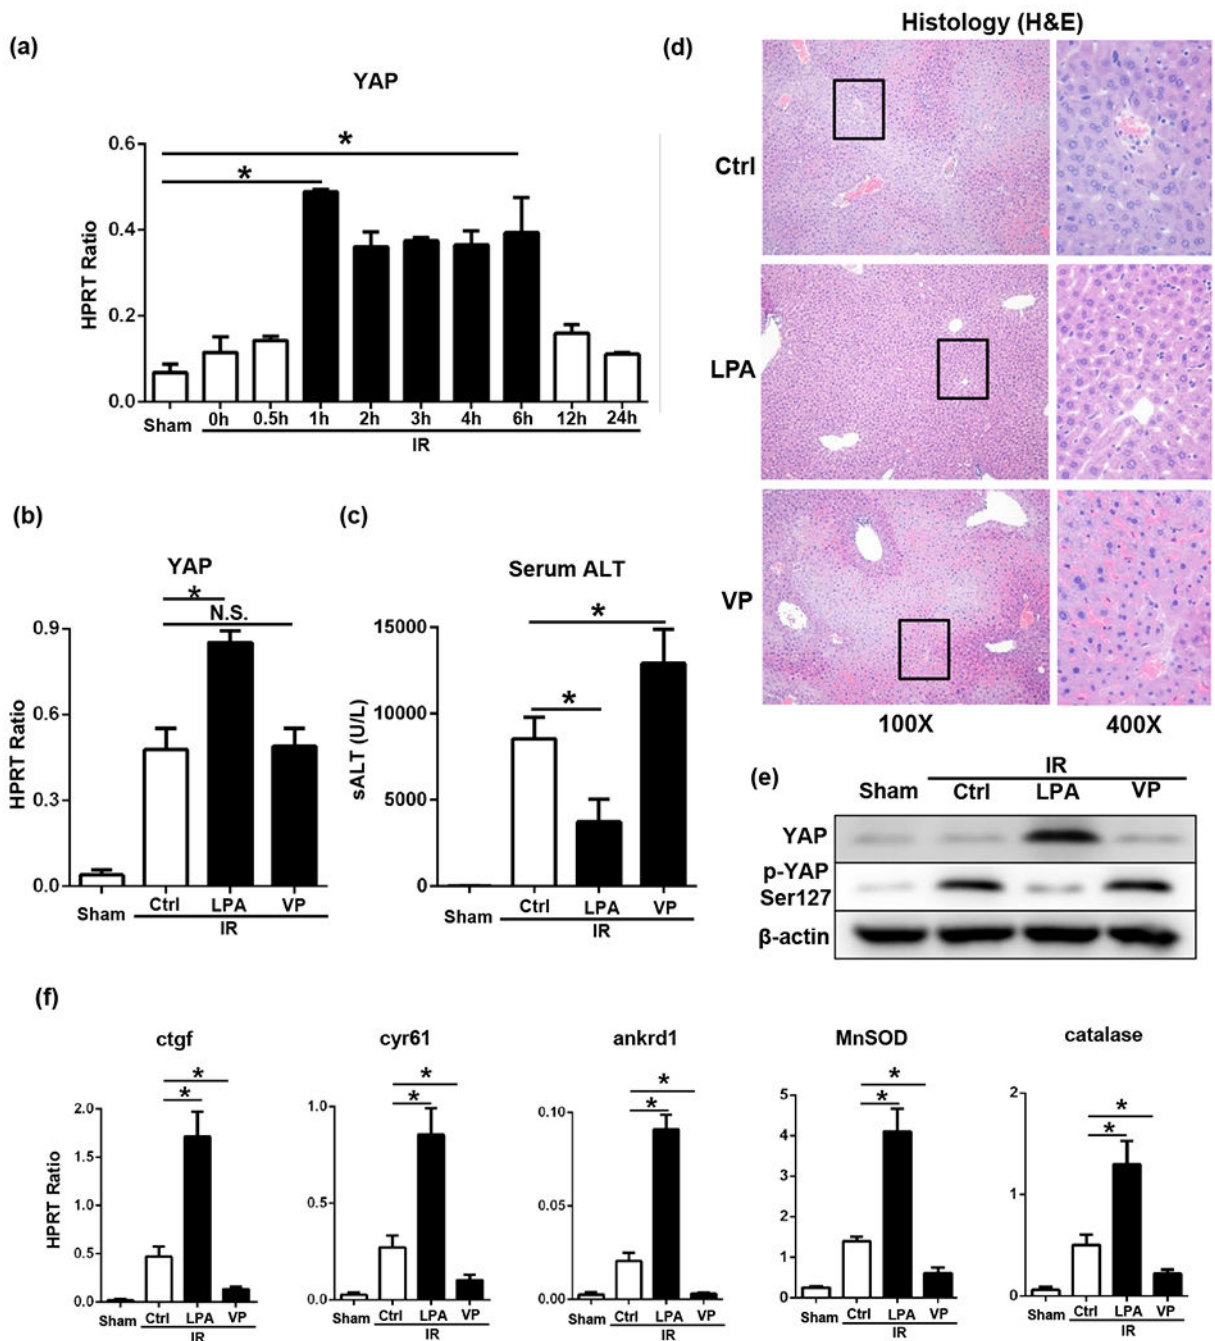 (a)
YAP
HPRT Ratio
0.6
0.4
0.2
0.0
*
*
Sham 0h 0.5h 1h 2h 3h 4h 6h 12h 24h
IR
(b)
YAP
HPRT Ratio
0.9
0.6
0.3
0.0
*
N.S.
Sham Ctrl LPA VP
IR
(c)
Serum ALT
sALT (U/L)
15000
10000
5000
0
*
*
Sham Ctrl LPA VP
IR
(d)
Histology (H&E)
Ctrl
LPA
VP
100X 400X
(e)
IR
Sham Ctrl LPA VP
YAP
p-YAP
Ser127
β-actin
(f)
ctgf
HPRT Ratio
2.0
1.5
1.0
0.5
0.0
*
*
Sham Ctrl LPA VP
IR
cyr61
1.0
0.5
0.0
*
*
Sham Ctrl LPA VP
IR
ankrd1
0.10
0.05
0.00
*
*
Sham Ctrl LPA VP
IR
MnSOD
5
4
3
2
1
0
*
*
Sham Ctrl LPA VP
IR
catalase
2
1
0
*
*
Sham Ctrl LPA VP
IR